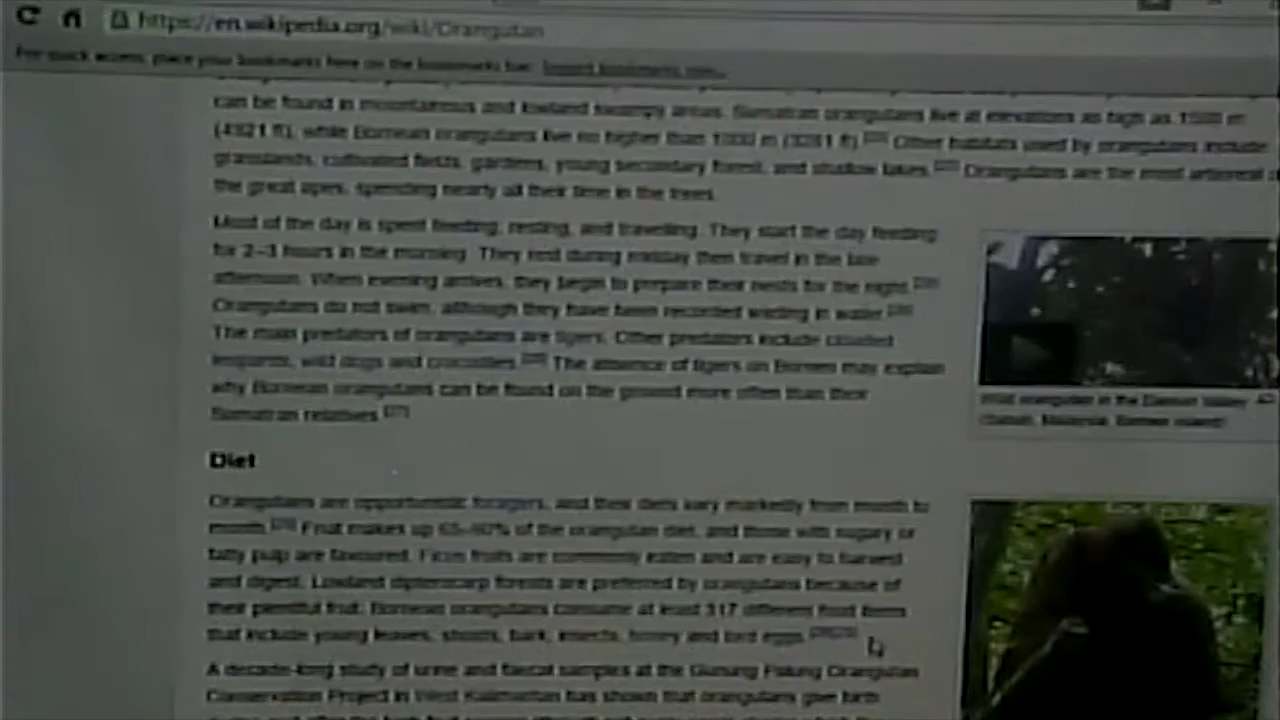 https://en.wikipedia.org/wiki/Orangutan
For quick access, place your bookmarks here on the bookmarks bar. Import bookmarks now...
can be found in mountainous and lowland swampy areas. Sumatran orangutans live at elevations as high as 1500 m
(4921 ft), while Bornean orangutans live no higher than 1000 m (3281 ft). Other habitats used by orangutans include
grasslands, cultivated fields, gardens, young secondary forest, and shallow lakes. Orangutans are the most arboreal
the great apes, spending nearly all their time in the trees.
Most of the day is spent feeding, resting, and travelling. They start the day feeding
for 2–3 hours in the morning. They rest during midday then travel in the late
afternoon. When evening arrives, they begin to prepare their nests for the night.
Orangutans do not swim, although they have been recorded wading in water.
The main predators of orangutans are tigers. Other predators include clouded
leopards, wild dogs and crocodiles. The absence of tigers on Borneo may explain
why Bornean orangutans can be found on the ground more often than their
Sumatran relatives.
Wild orangutan in the Danum Valley
(Sabah, Malaysia, Borneo island)
Diet
Orangutans are opportunistic foragers, and their diets vary markedly from month to
month. Fruit makes up 65–90% of the orangutan diet, and those with sugary or
fatty pulp are favoured. Ficus fruits are commonly eaten and are easy to harvest
and digest. Lowland dipterocarp forests are preferred by orangutans because of
their plentiful fruit. Bornean orangutans consume at least 317 different food items
that include young leaves, shoots, bark, insects, honey and bird eggs.
A decade-long study of urine and faecal samples at the Gunung Palung Orangutan
Conservation Project in West Kalimantan has shown that orangutans give birth